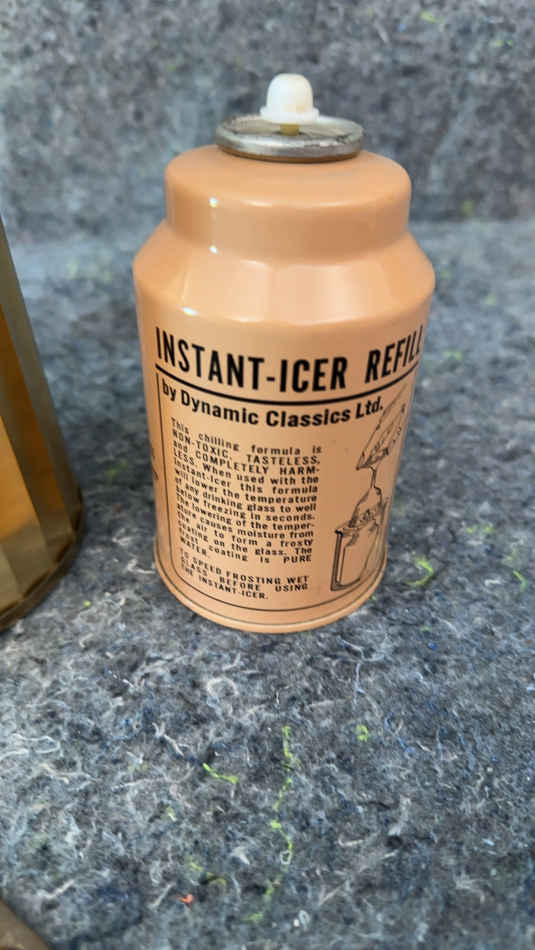 INSTANT-ICER REFILL
by Dynamic Classics Ltd.
This chilling formula is
NON-TOXIC, TASTELESS,
and COMPLETELY HARM-
LESS. When used with the
Instant-Icer this formula
will lower the temperature
of any drinking glass to well
below freezing in seconds.
The lowering of the temper-
ature causes moisture from
the air to form a frosty
coating on the glass. The
frost coating is PURE
WATER.
TO SPEED FROSTING WET
GLASS BEFORE USING
THE INSTANT-ICER.